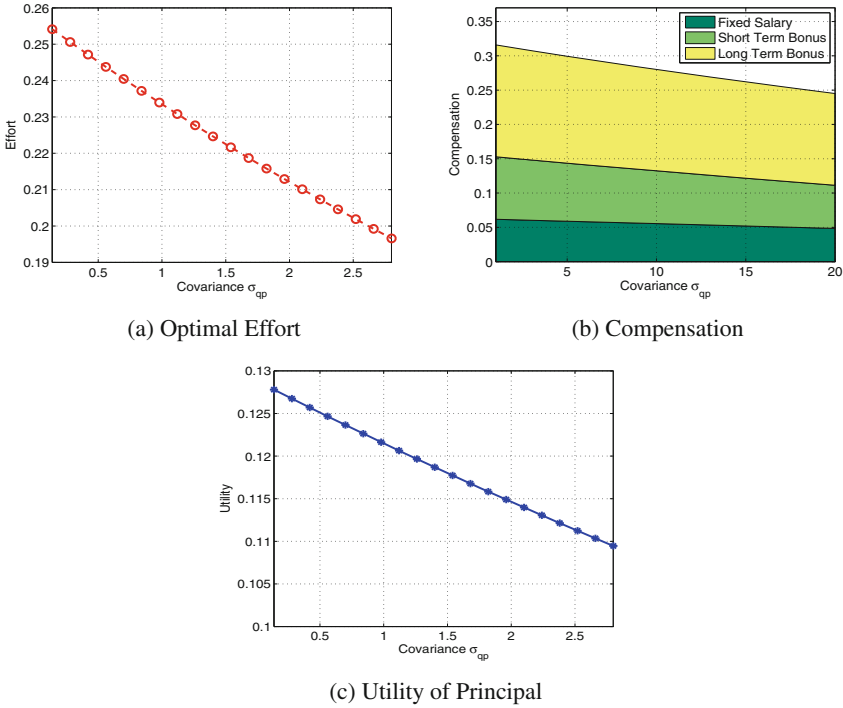 0.26
0.25
0.24
0.23
0.22
0.21
0.2
0.19
Effort
0.5 1 1.5 2 2.5
Covariance σqp
(a) Optimal Effort
0.35
0.3
0.25
0.2
0.15
0.1
0.05
0
Compensation
Fixed Salary
Short Term Bonus
Long Term Bonus
5 10 15 20
Covariance σqp
(b) Compensation
0.13
0.125
0.12
0.115
0.11
0.105
0.1
Utility
0.5 1 1.5 2 2.5
Covariance σqp
(c) Utility of Principal